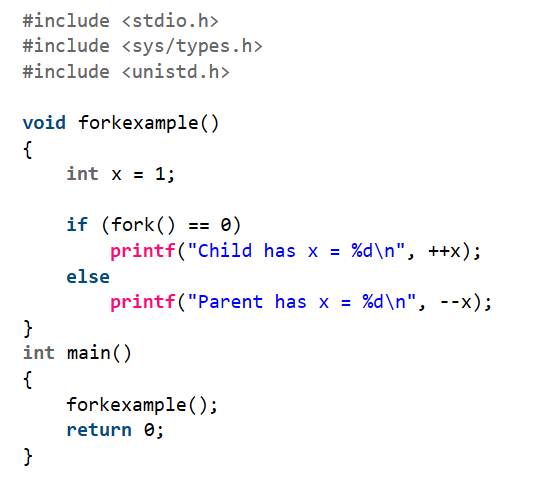 #include <stdio.h>
#include <sys/types.h>
#include <unistd.h>

void forkexample()
{
    int x = 1;

    if (fork() == 0)
        printf("Child has x = %d\n", ++x);
    else
        printf("Parent has x = %d\n", --x);
}
int main()
{
    forkexample();
    return 0;
}